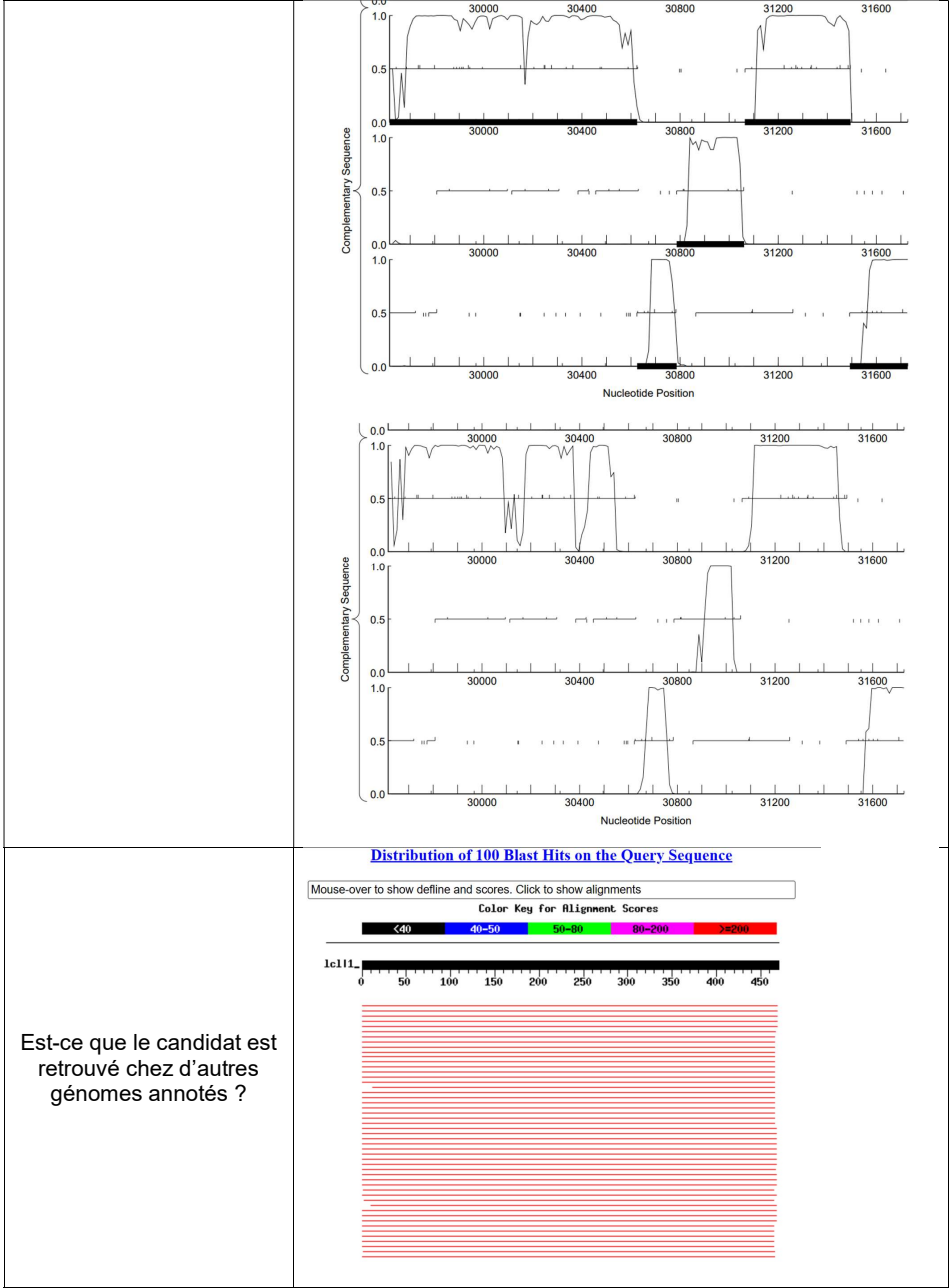 0.0
30000 30400 30800 31200 31600
1.0
0.5
0.0
30000 30400 30800 31200 31600
1.0
0.5
0.0
30000 30400 30800 31200 31600
1.0
0.5
0.0
30000 30400 30800 31200 31600
Complementary Sequence
Nucleotide Position
0.0
30000 30400 30800 31200 31600
1.0
0.5
0.0
30000 30400 30800 31200 31600
1.0
0.5
0.0
30000 30400 30800 31200 31600
1.0
0.5
0.0
30000 30400 30800 31200 31600
Complementary Sequence
Nucleotide Position
Est-ce que le candidat est
retrouvé chez d'autres
génomes annotés ?
Distribution of 100 Blast Hits on the Query Sequence
Mouse-over to show defline and scores. Click to show alignments
Color Key for Alignment Scores
<40 40-50 50-80 80-200 >=200
lcl|1_
0 50 100 150 200 250 300 350 400 450